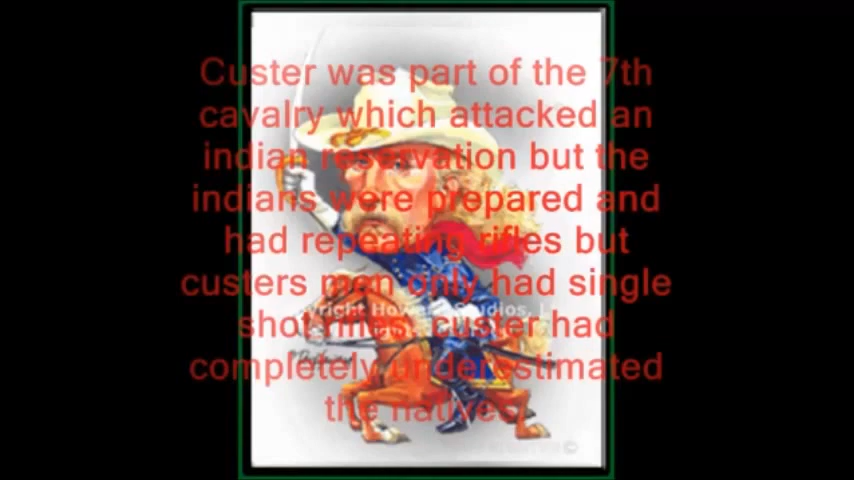 Custer was part of the 7th
cavalry which attacked an
indian reservation but the
indians were prepared and
had repeating rifles but
custers men only had single
shot rifles. custer had
completely underestimated
the natives.